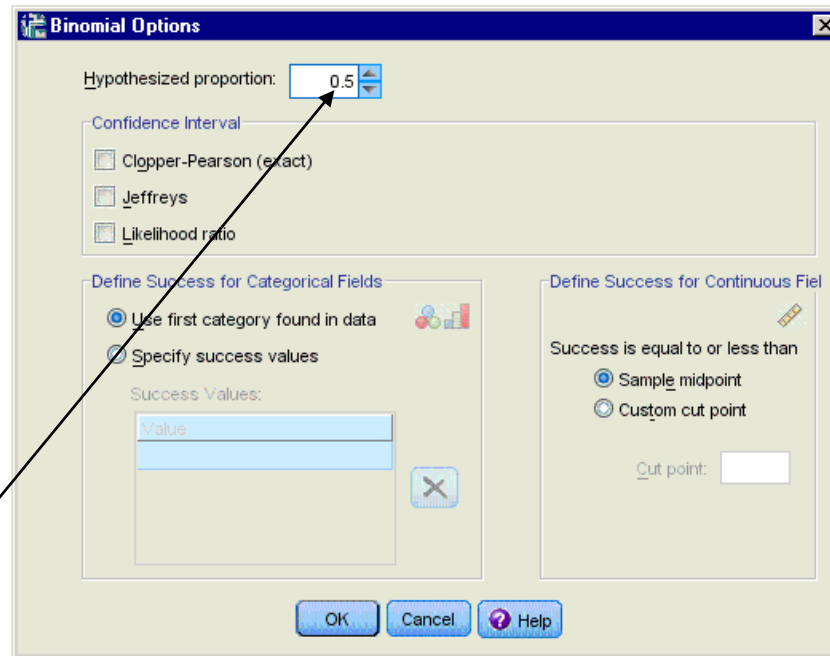 Binomial Options
Hypothesized proportion: 0.5
Confidence Interval
Clopper-Pearson (exact)
Jeffreys
Likelihood ratio
Define Success for Categorical Fields
Use first category found in data
Specify success values
Success Values:
Value
Define Success for Continuous Fiel
Success is equal to or less than
Sample midpoint
Custom cut point
Cut point:
OK Cancel Help